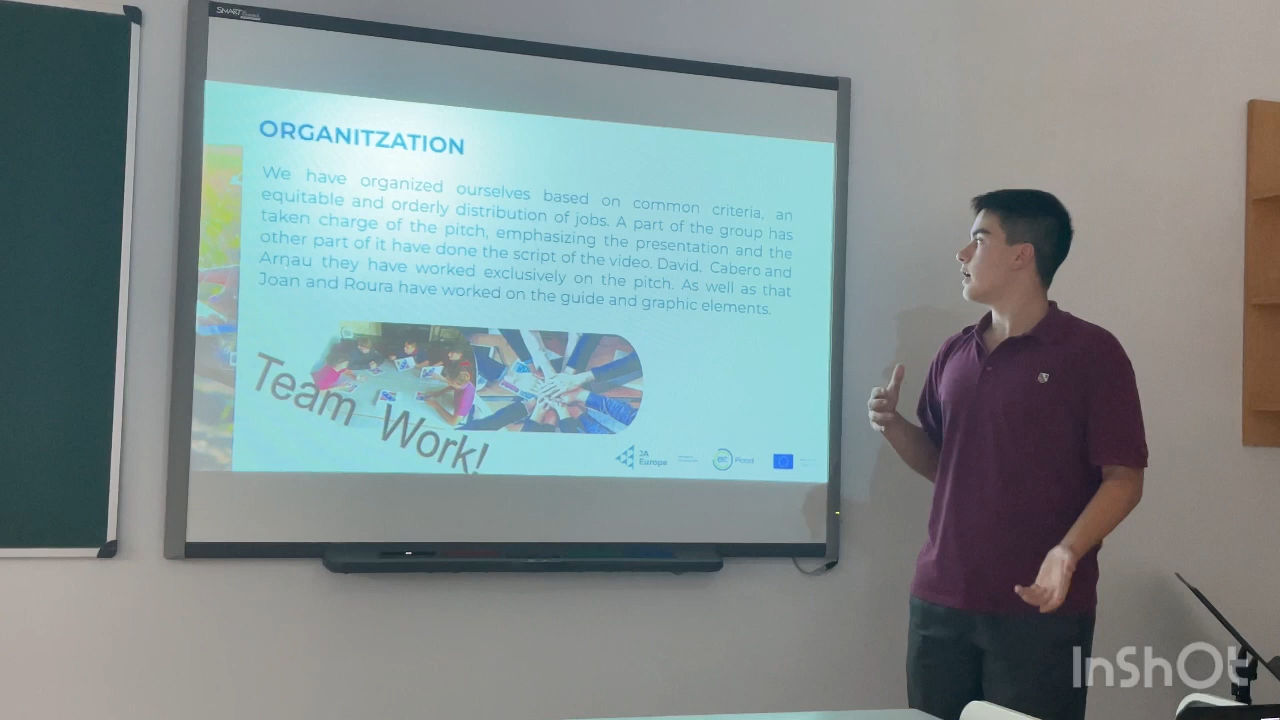 SMART
ORGANITZATION
We have organized ourselves based on common criteria, an
equitable and orderly distribution of jobs. A part of the group has
taken charge of the pitch, emphasizing the presentation and the
other part of it have done the script of the video. David, Cabero and
Arnau they have worked exclusively on the pitch. As well as that
Joan and Roura have worked on the guide and graphic elements.
Team Work!
JA
Europe
eit Food
InShOt